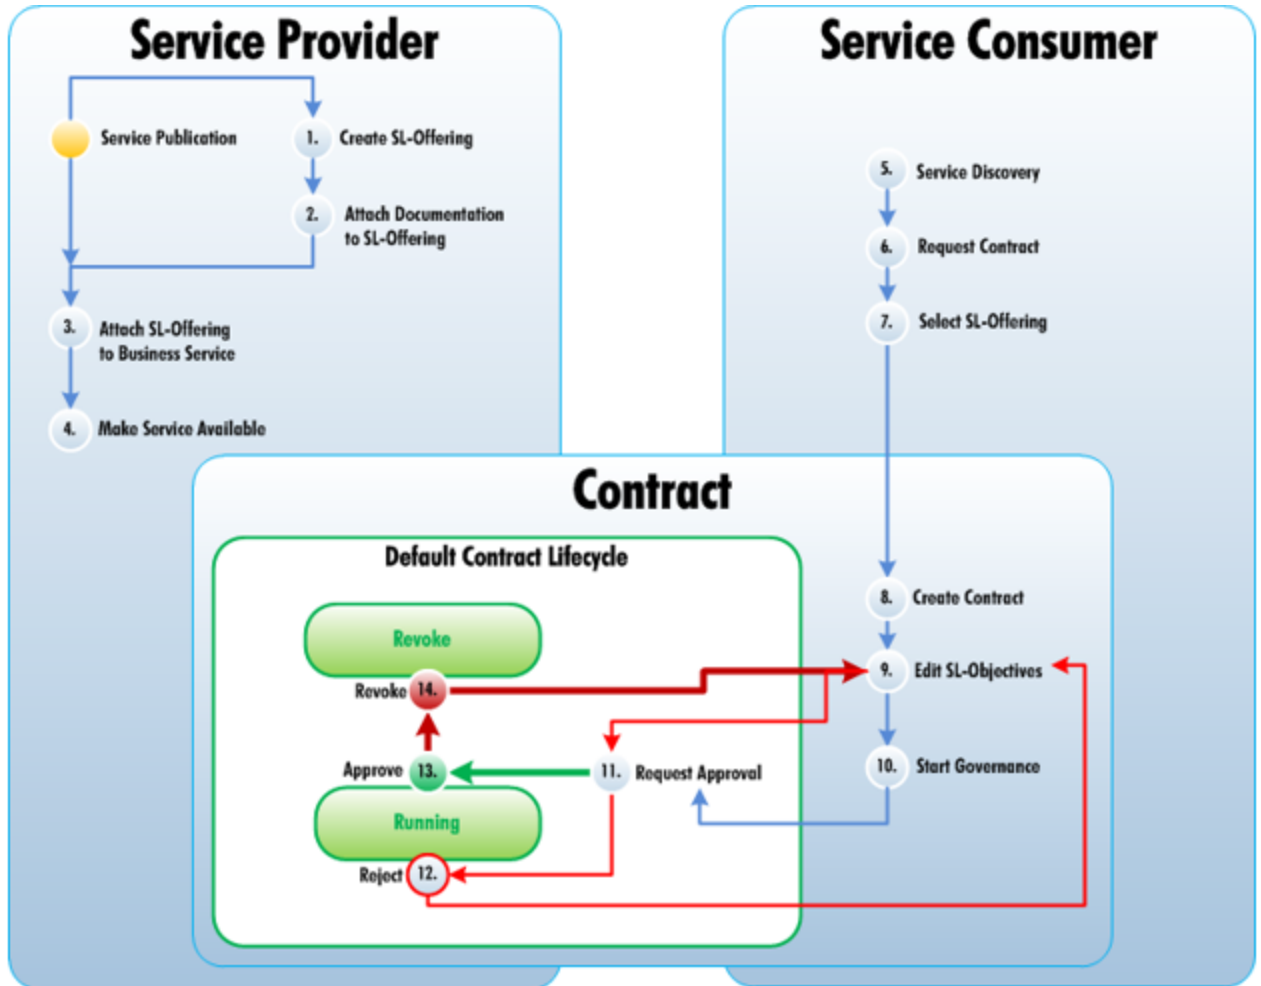 Service Provider
Service Publication
1. Create SL-Offering
2. Attach Documentation
to SL-Offering
3. Attach SL-Offering
to Business Service
4. Make Service Available
Service Consumer
5. Service Discovery
6. Request Contract
7. Select SL-Offering
Contract
8. Create Contract
9. Edit SL-Objectives
10. Start Governance
Default Contract Lifecycle
Revoke
Revoke 14.
Approve 13.
11. Request Approval
Running
Reject 12.